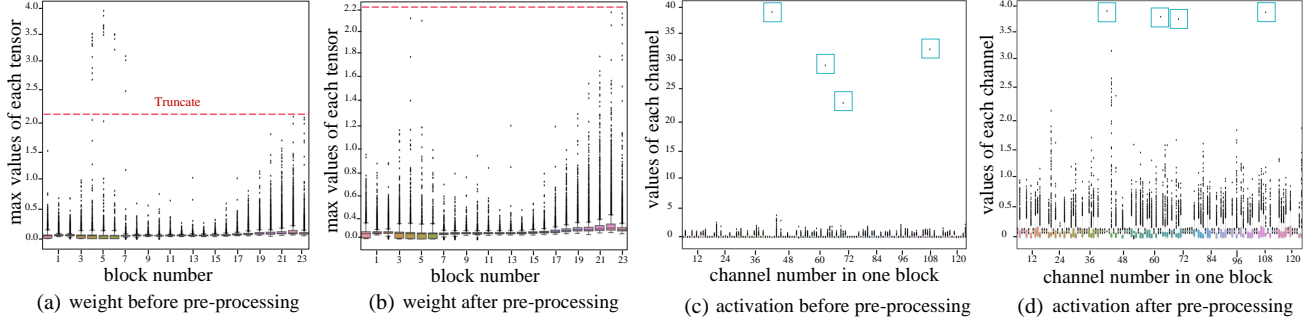 4.0
3.5
3.0
2.5
2.0
1.5
1.0
0.5
0.0
max values of each tensor
Truncate
1 3 5 7 9 11 13 15 17 19 21 23
block number
(a) weight before pre-processing
2.2
2.0
1.8
1.6
1.4
1.2
1.0
0.8
0.6
0.4
0.2
0.0
max values of each tensor
1 3 5 7 9 11 13 15 17 19 21 23
block number
(b) weight after pre-processing
40
35
30
25
20
15
10
5
0
values of each channel
12 24 36 48 60 72 84 96 108 120
channel number in one block
(c) activation before pre-processing
4.0
3.5
3.0
2.5
2.0
1.5
1.0
0.5
0.0
values of each channel
12 24 36 48 60 72 84 96 108 120
channel number in one block
(d) activation after pre-processing